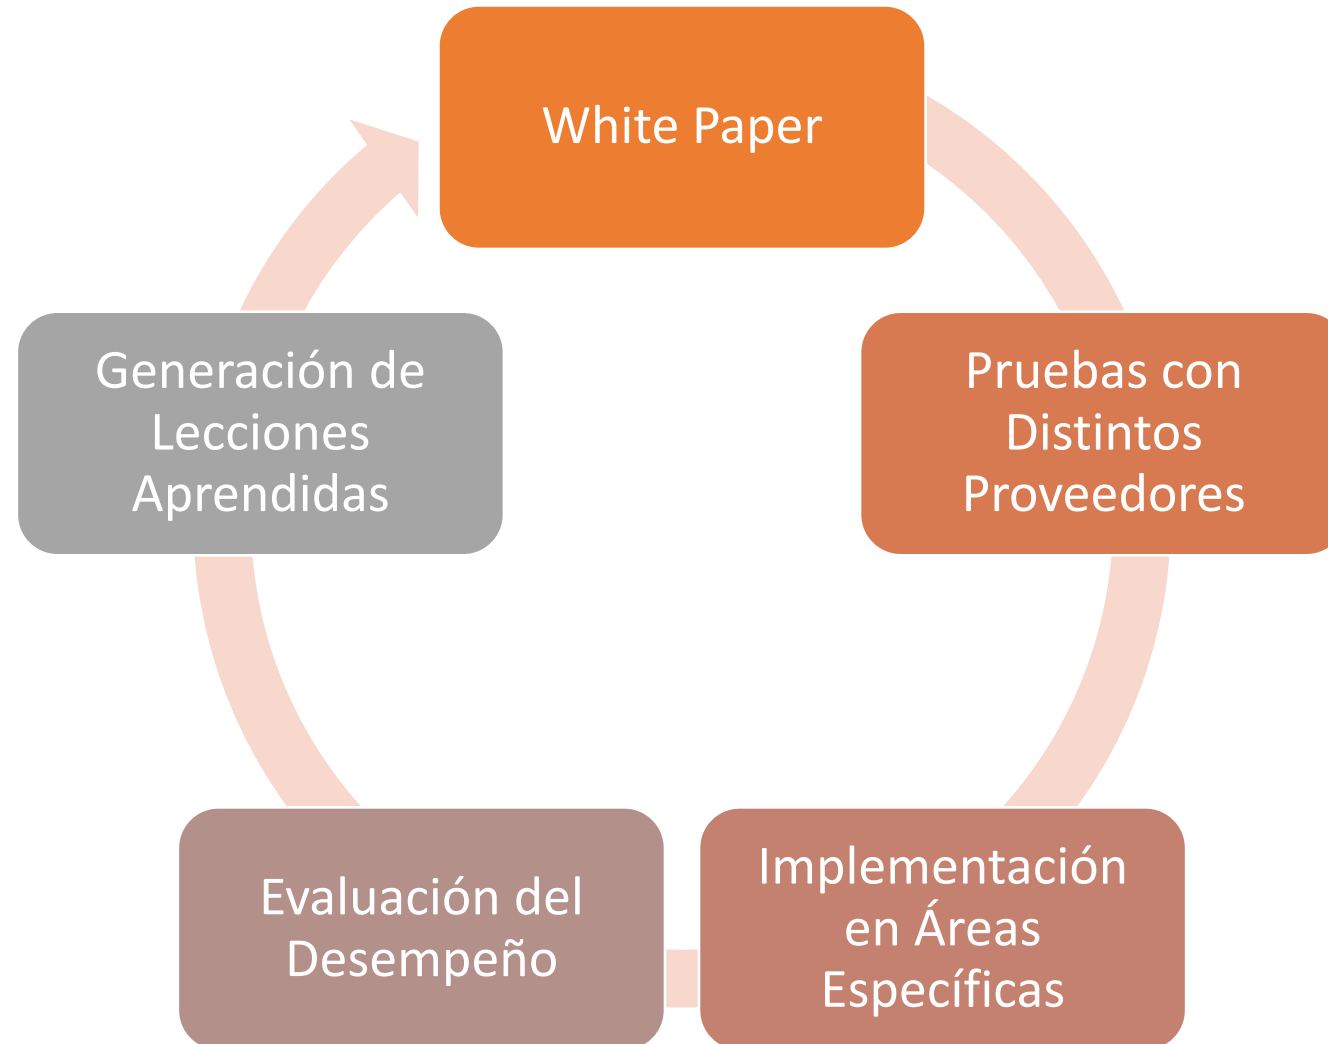 White Paper
Pruebas con
Distintos
Proveedores
Implementación
en Áreas
Específicas
Evaluación del
Desempeño
Generación de
Lecciones
Aprendidas